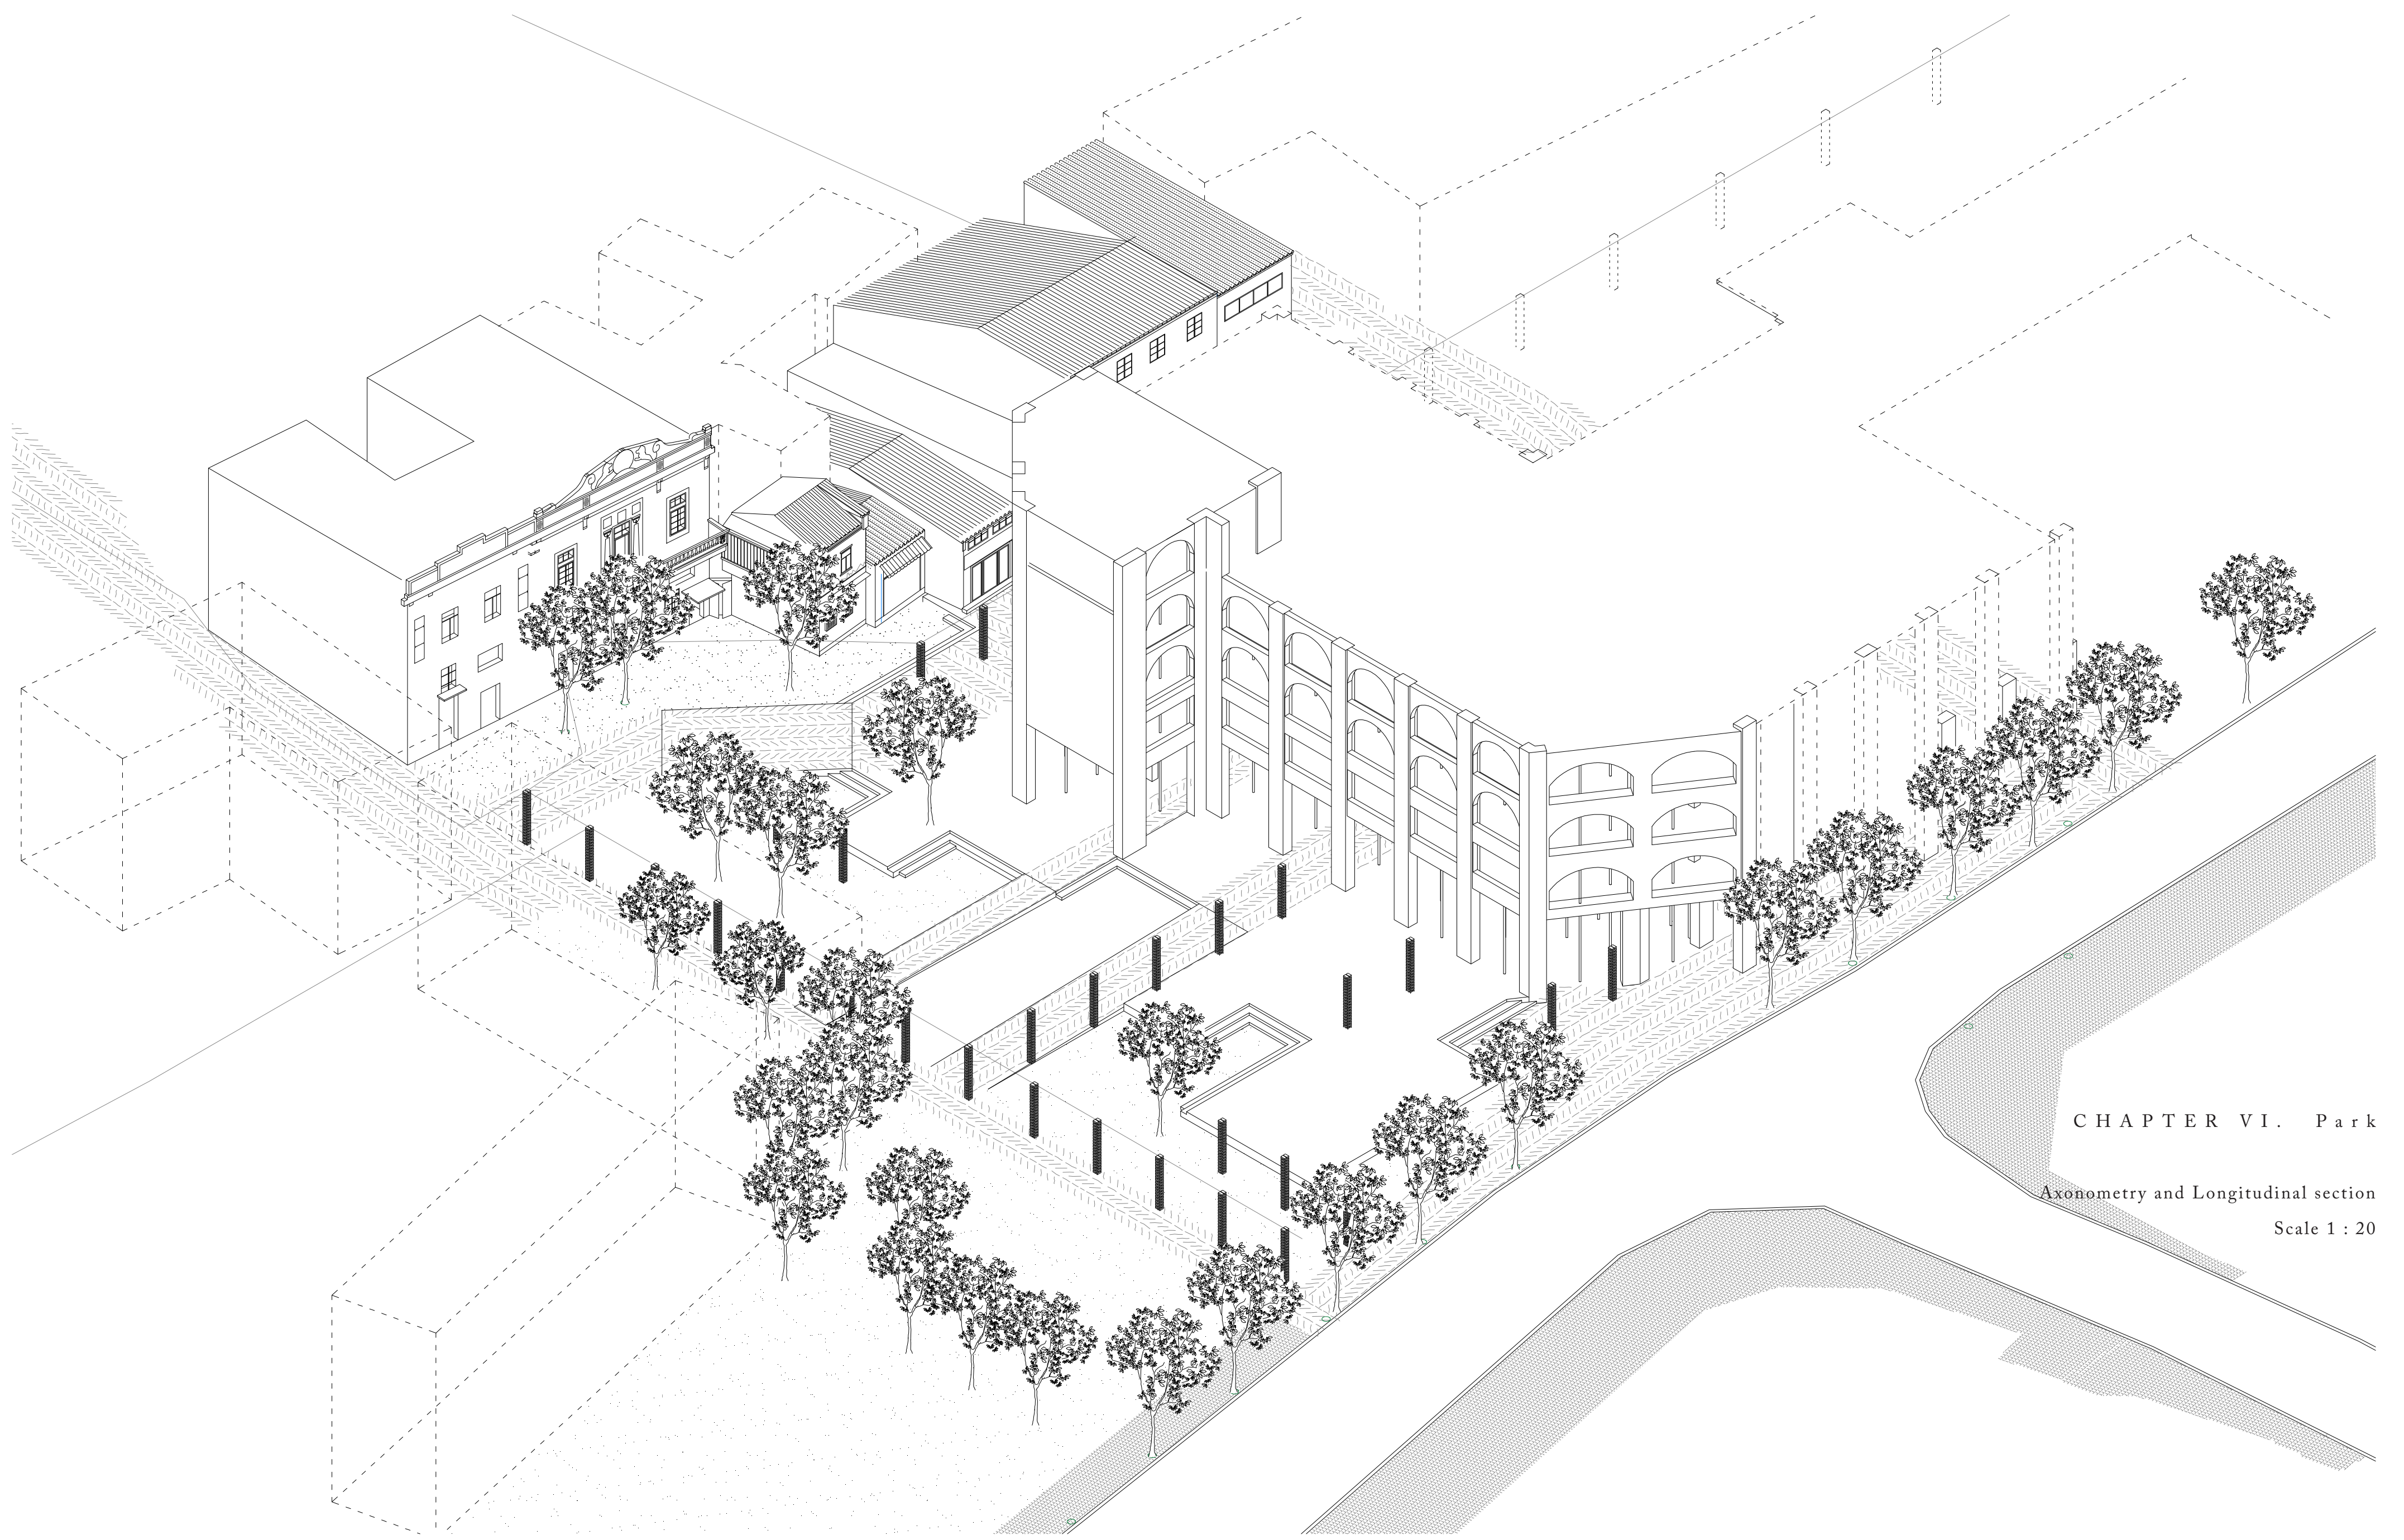 CHAPTER VI. Park
Axonometry and Longitudinal section
Scale 1 : 20